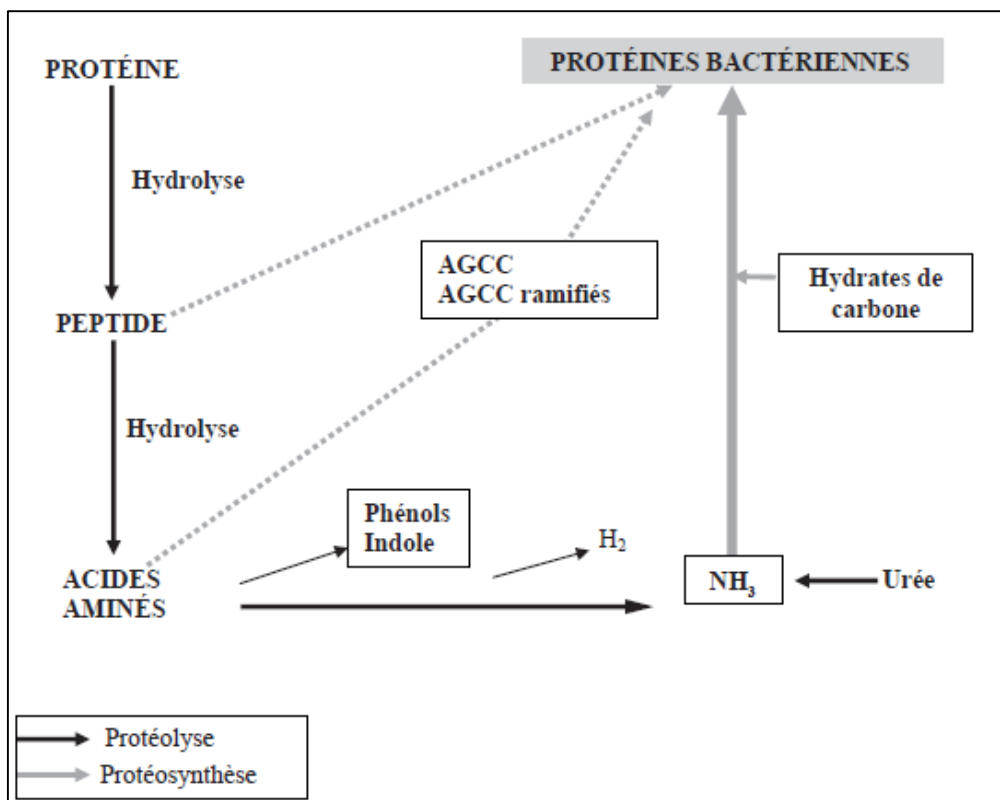 PROTÉINE
PROTÉINES BACTÉRIENNES
Hydrolyse
AGCC
AGCC ramifiés
Hydrates de
carbone
PEPTIDE
Hydrolyse
Phénols
Indole
H₂
ACIDES
AMINÉS
NH₃
Urée
Protéolyse
Protéosynthèse